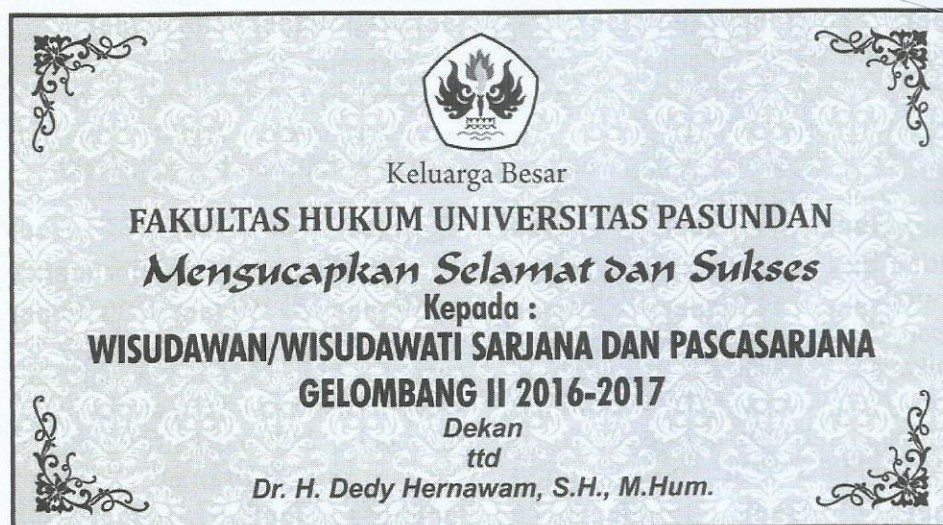 Keluarga Besar
FAKULTAS HUKUM UNIVERSITAS PASUNDAN
Mengucapkan Selamat dan Sukses
Kepada :
WISUDAWAN/WISUDAWATI SARJANA DAN PASCASARJANA
GELOMBANG II 2016-2017
Dekan
ttd
Dr. H. Dedy Hernawam, S.H., M.Hum.